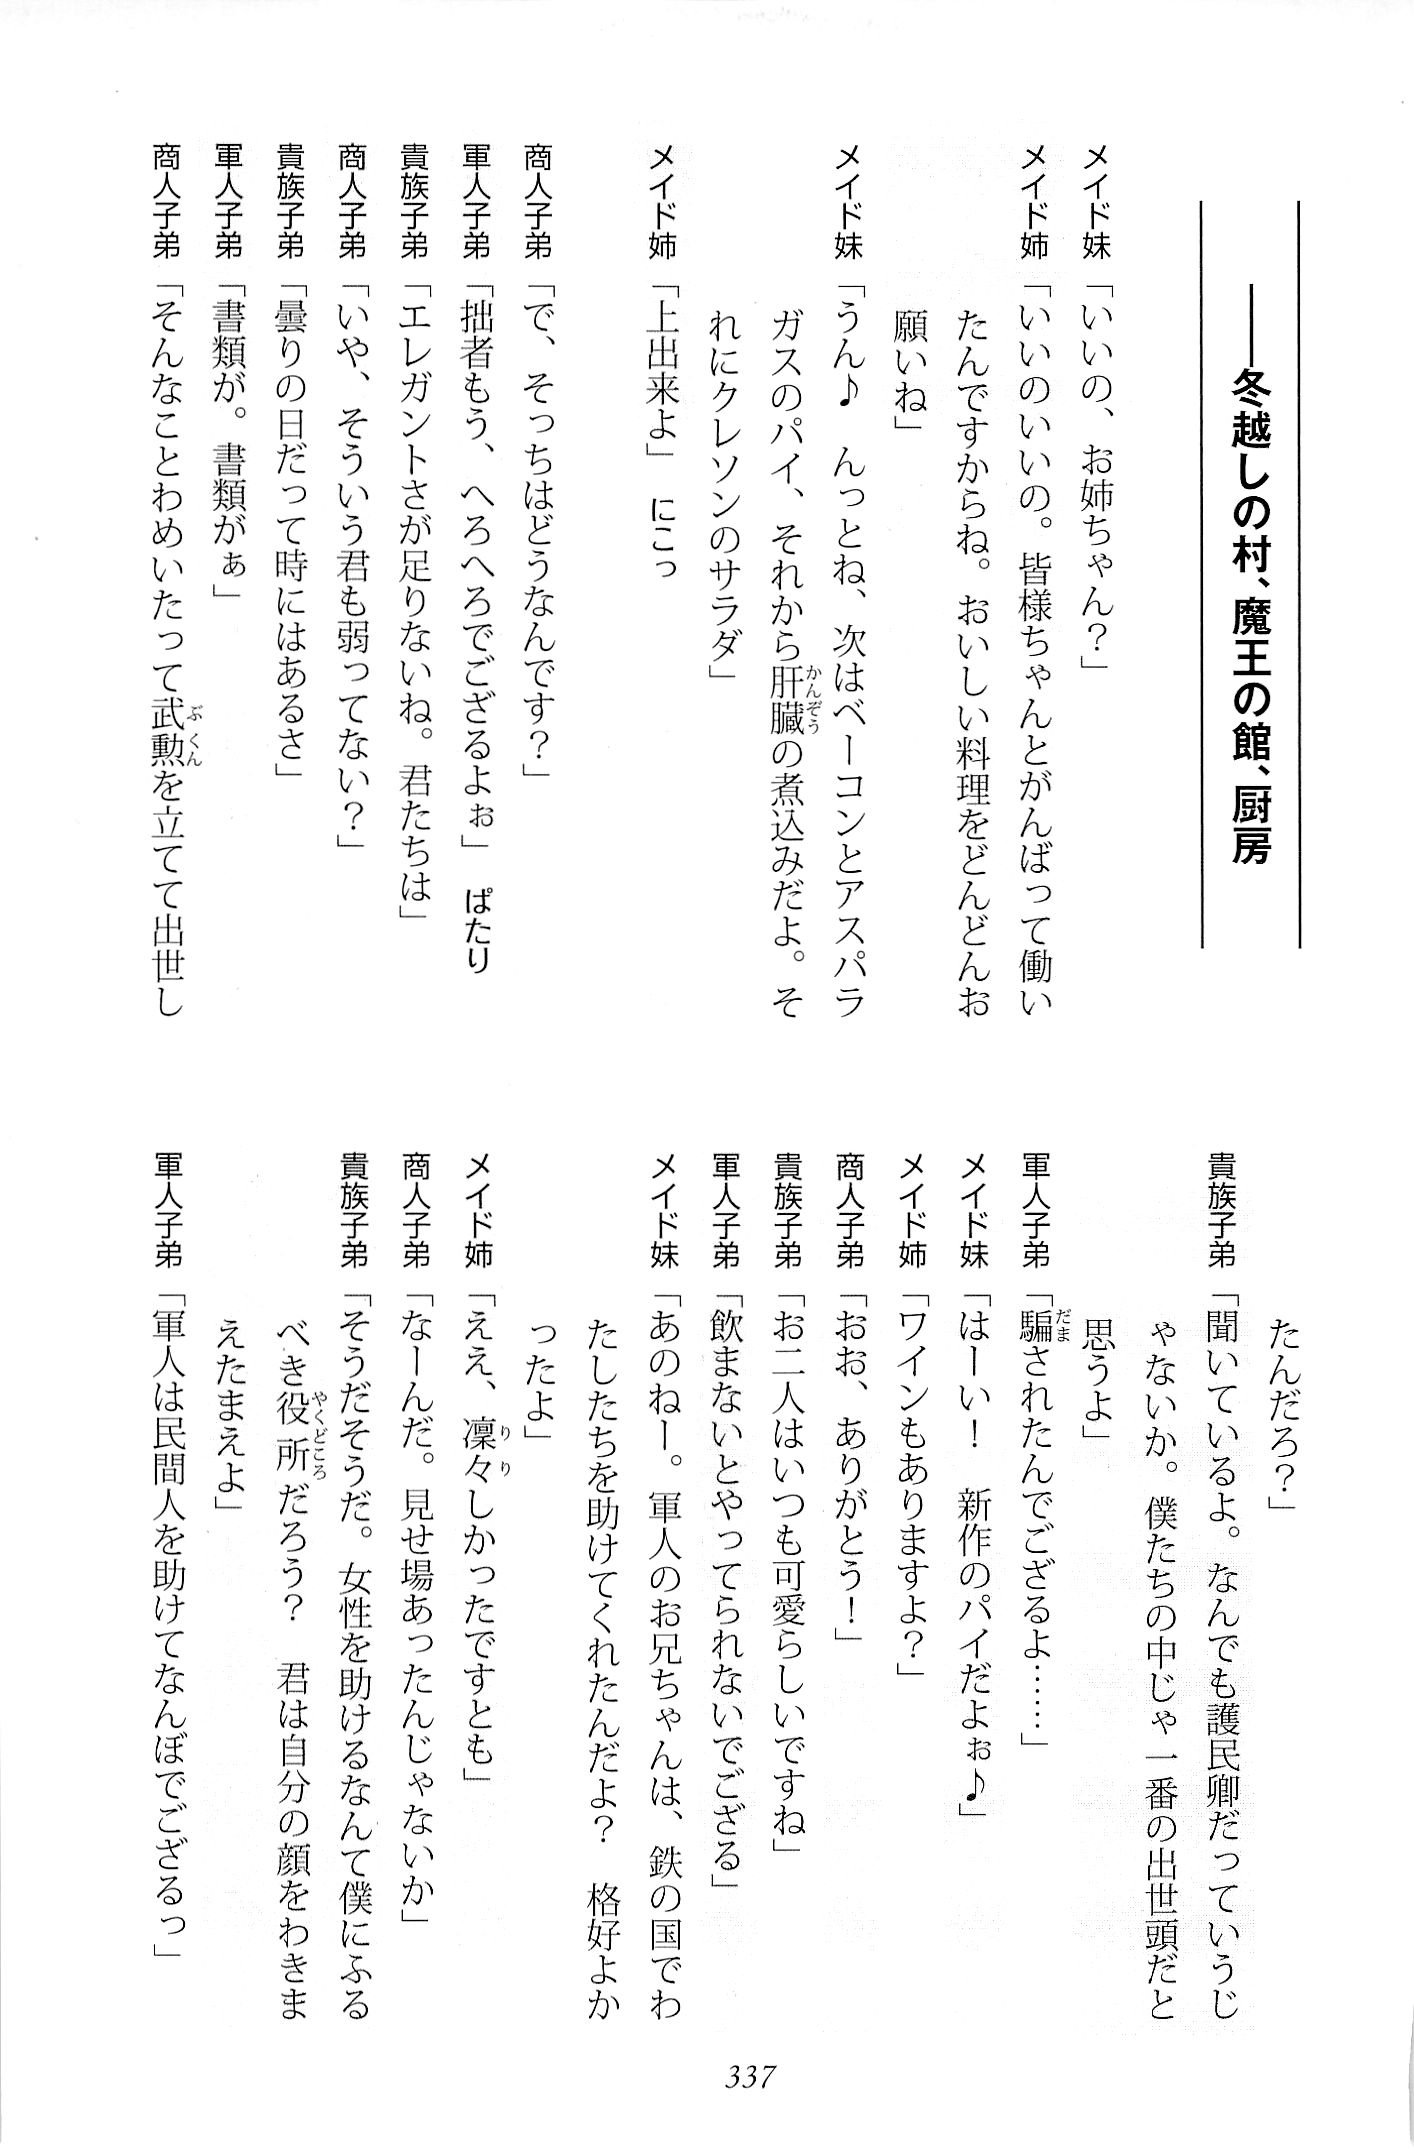 ――冬越しの村、魔王の館、厨房
メイド妹「いいの、お姉ちゃん？」
メイド姉「いいのいいの。皆様ちゃんとがんばって働い
たんですからね。おいしい料理をどんどんお
願いね」
メイド妹「うん♪　んっとね、次はベーコンとアスパラ
ガスのパイ、それから肝臓の煮込みだよ。そ
れにクレソンのサラダ」
メイド姉「上出来よ」　にこっ
商人子弟「で、そっちはどうなんです？」
軍人子弟「拙者もう、へろへろでござるよぉ」　ぱたり
貴族子弟「エレガントさが足りないね。君たちは」
商人子弟「いや、そういう君も弱ってない？」
貴族子弟「曇りの日だって時にはあるさ」
軍人子弟「書類が。書類がぁ」
商人子弟「そんなことわめいたって武勲を立てて出世し
たんだろ？」
貴族子弟「聞いているよ。なんでも護民卿だっていうじ
ゃないか。僕たちの中じゃ一番の出世頭だと
思うよ」
軍人子弟「騙されたんでござるよ……」
メイド妹「はーい！　新作のパイだよぉ♪」
メイド姉「ワインもありますよ？」
商人子弟「おお、ありがとう！」
貴族子弟「お二人はいつも可愛らしいですね」
軍人子弟「飲まないとやってられないでござる」
メイド妹「あのねー。軍人のお兄ちゃんは、鉄の国でわ
たしたちを助けてくれたんだよ？　格好よか
ったよ」
メイド姉「ええ、凜々しかったですとも」
商人子弟「なーんだ。見せ場あったんじゃないか」
貴族子弟「そうだそうだ。女性を助けるなんて僕にふる
べき役所だろう？　君は自分の顔をわきま
えたまえよ」
軍人子弟「軍人は民間人を助けてなんぼでござるっ」
337